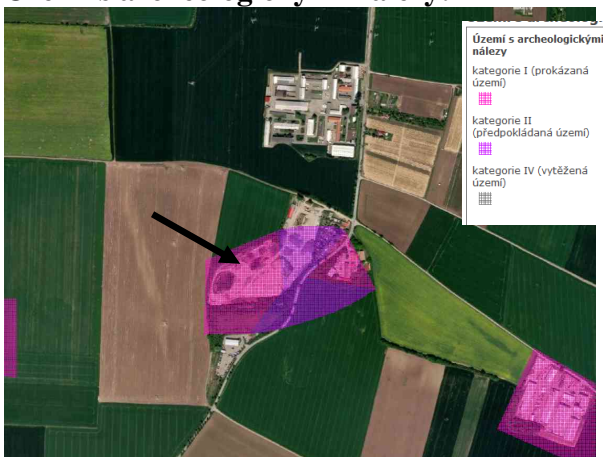 Území s archeologickými
nálezy
kategorie I (prokázaná
území)
kategorie II
(předpokládaná území)
kategorie IV (vytěžená
území)